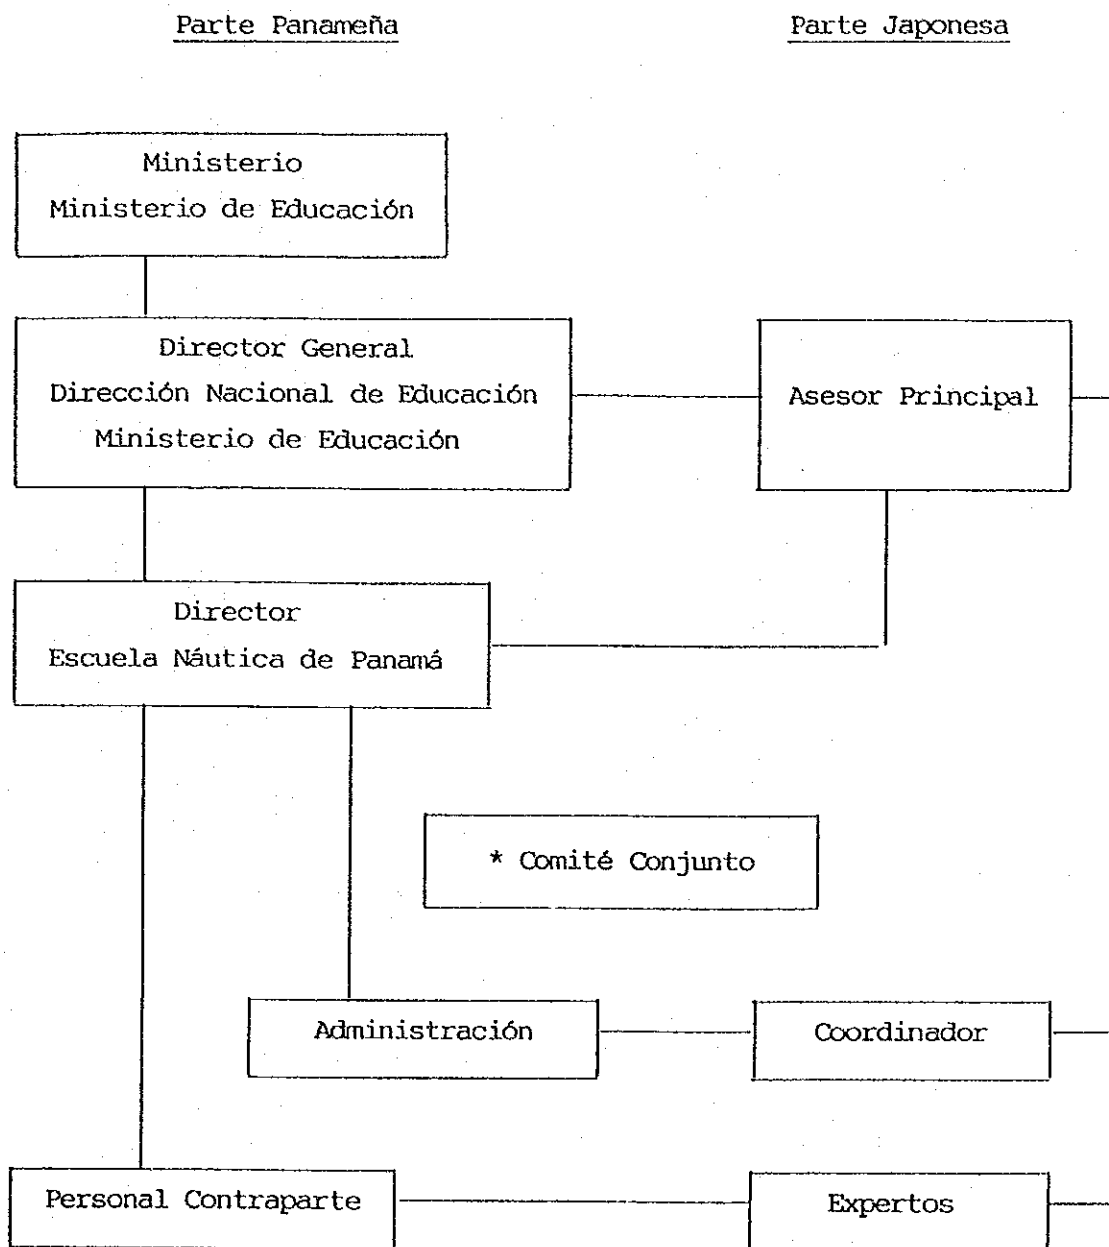 Parte Panameña
Parte Japonesa
Ministerio
Ministerio de Educación
Director General
Dirección Nacional de Educación
Ministerio de Educación
Asesor Principal
Director
Escuela Náutica de Panamá
* Comité Conjunto
Administración
Coordinador
Personal Contraparte
Expertos